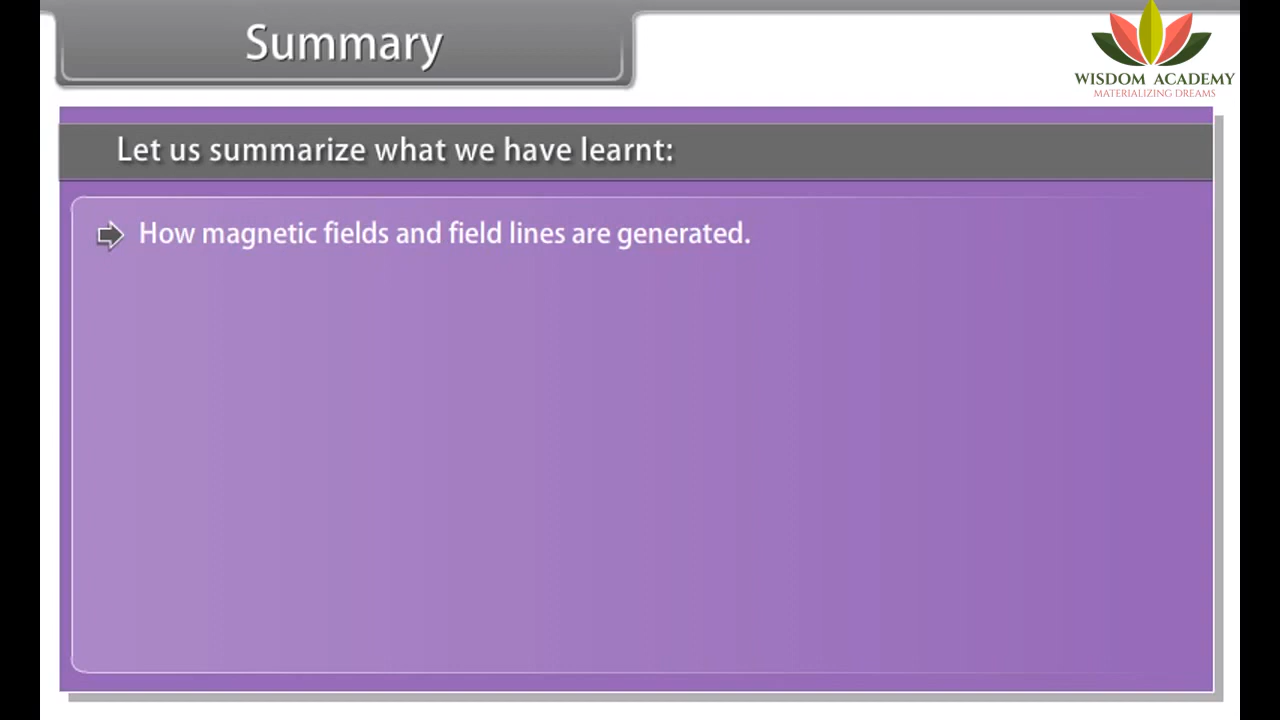 Summary
WISDOM ACADEMY
MATERIALIZING DREAMS
Let us summarize what we have learnt:
How magnetic fields and field lines are generated.